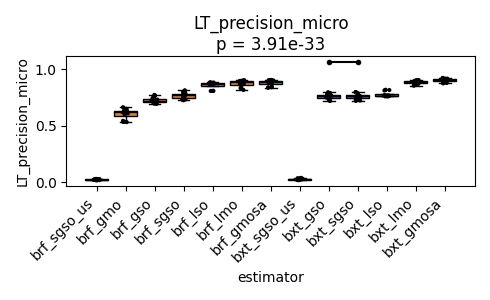 LT_precision_micro
p = 3.91e-33
LT_precision_micro
1.0
0.5
0.0
brf_sgso_us
brf_gmo
brf_gso
brf_sgso
brf_lso
brf_lmo
brf_gmosa
bxt_sgso_us
bxt_gso
bxt_sgso
bxt_lso
bxt_lmo
bxt_gmosa
estimator